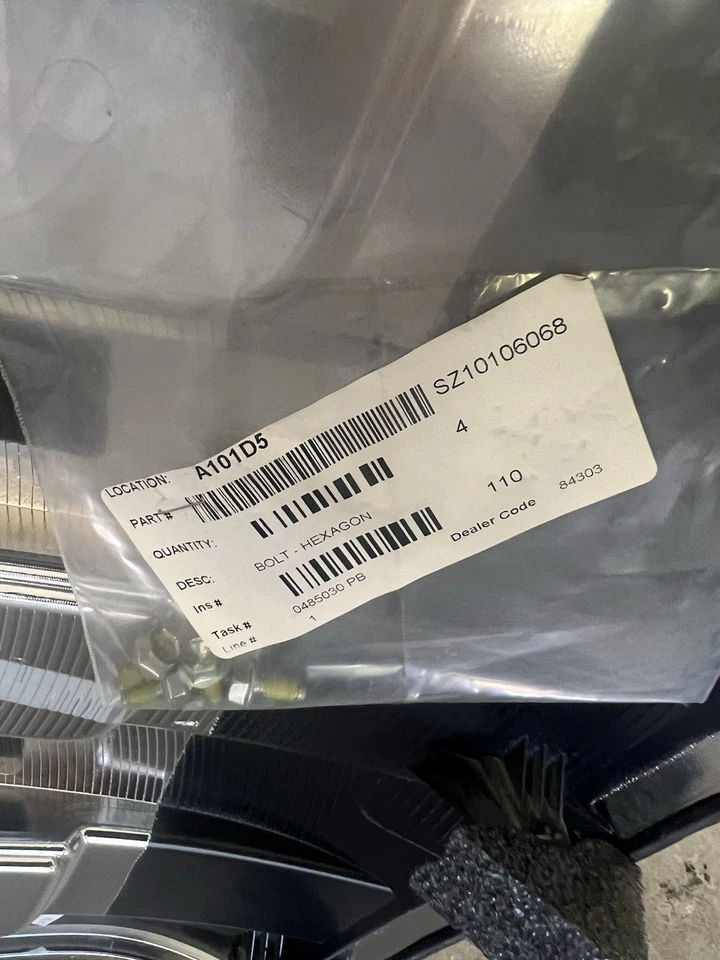 LOCATION: A101D5
PART# SZ10106068
QUANTITY: 4
DESC: BOLT - HEXAGON
Ins # 110
Task # 0485030 PB Dealer Code 84303
Line # 1